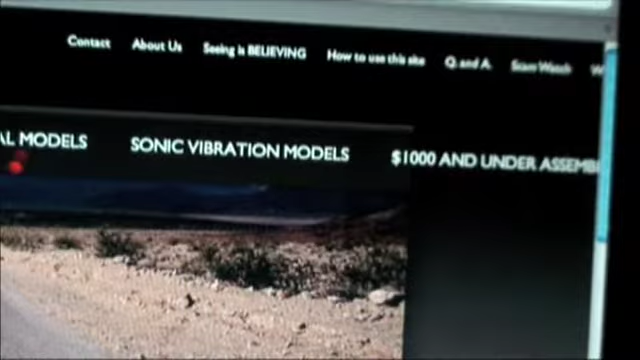 Contact About Us Seeing is BELIEVING How to use this site Q. and A. Scam Watch W
AL MODELS SONIC VIBRATION MODELS $1000 AND UNDER ASSEMB